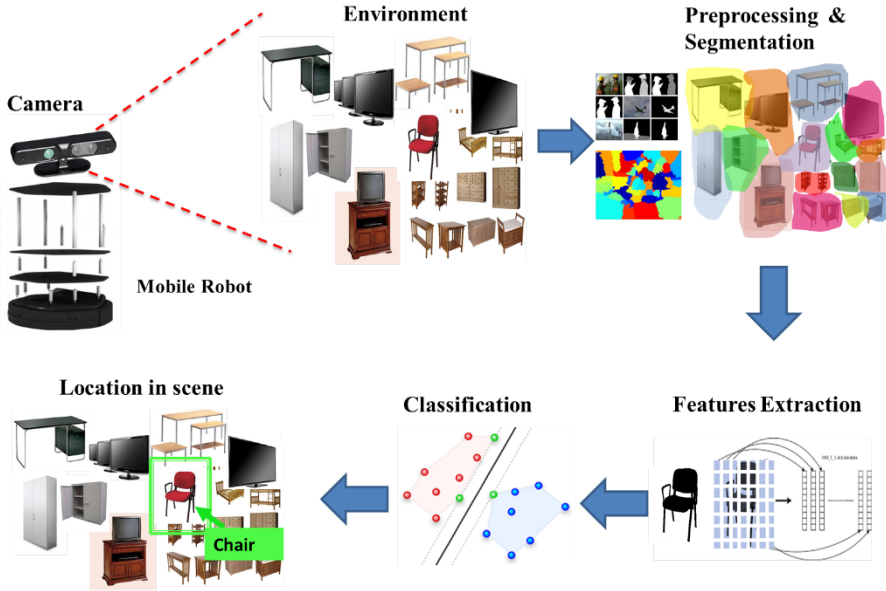 Environment
Preprocessing &
Segmentation
Camera
Mobile Robot
Location in scene
Classification
Features Extraction
Chair